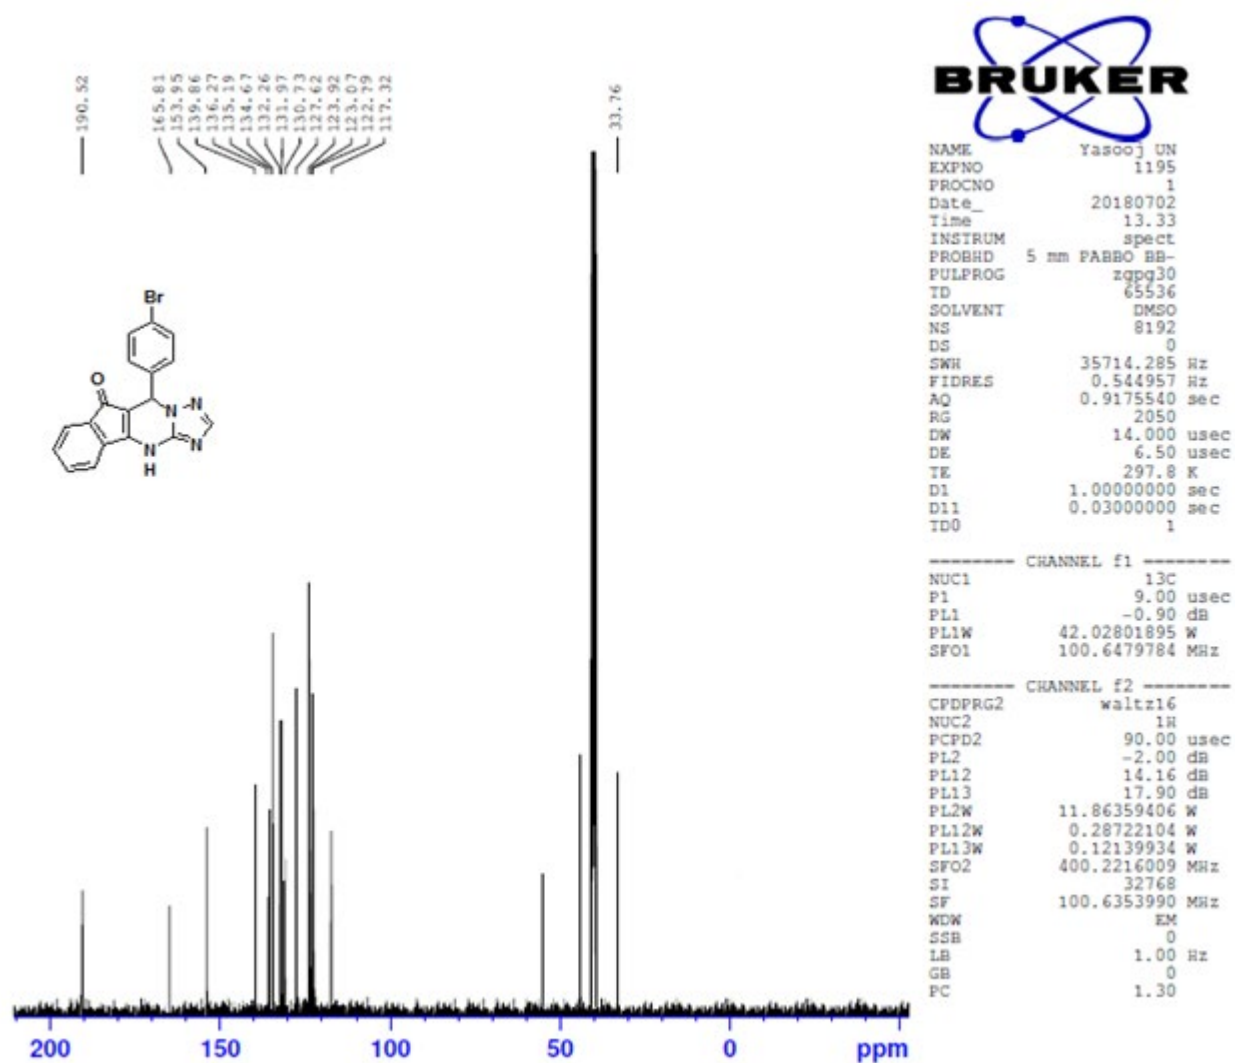 190.52
165.81
153.95
139.86
136.27
135.19
134.67
132.26
131.97
130.73
127.62
123.92
123.07
122.79
117.32
33.76
Br
O
N
N
N
N
H
200 150 100 50 0 ppm
BRUKER
NAME Yasooj UN
EXPNO 1195
PROCNO 1
Date_ 20180702
Time 13.33
INSTRUM spect
PROBHD 5 mm PABBO BB-
PULPROG zgpg30
TD 65536
SOLVENT DMSO
NS 8192
DS 0
SWH 35714.285 Hz
FIDRES 0.544957 Hz
AQ 0.9175540 sec
RG 2050
DW 14.000 usec
DE 6.50 usec
TE 297.8 K
D1 1.00000000 sec
D11 0.03000000 sec
TD0 1
======== CHANNEL f1 ========
NUC1 13C
P1 9.00 usec
PL1 -0.90 dB
PL1W 42.02801895 W
SFO1 100.6479784 MHz
======== CHANNEL f2 ========
CPDPRG2 waltz16
NUC2 1H
PCPD2 90.00 usec
PL2 -2.00 dB
PL12 14.16 dB
PL13 17.90 dB
PL2W 11.86359406 W
PL12W 0.28722104 W
PL13W 0.12139934 W
SFO2 400.2216009 MHz
SI 32768
SF 100.6353990 MHz
WDW EM
SSB 0
LB 1.00 Hz
GB 0
PC 1.30